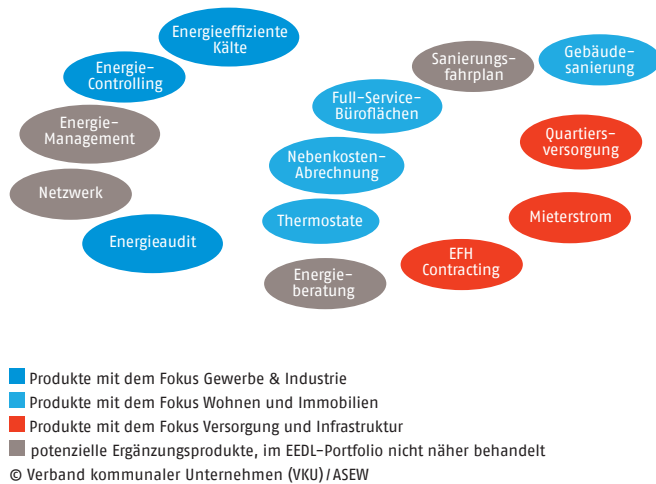 Energieeffiziente
Kälte
Energie-
Controlling
Energie-
Management
Netzwerk
Energieaudit
Full-Service-
Büroflächen
Nebenkosten-
Abrechnung
Thermostate
Energie-
beratung
Sanierungs-
fahrplan
Gebäude-
sanierung
Quartiers-
versorgung
Mieterstrom
EFH
Contracting
Produkte mit dem Fokus Gewerbe & Industrie
Produkte mit dem Fokus Wohnen und Immobilien
Produkte mit dem Fokus Versorgung und Infrastruktur
potenzielle Ergänzungsprodukte, im EEDL-Portfolio nicht näher behandelt
© Verband kommunaler Unternehmen (VKU) / ASEW